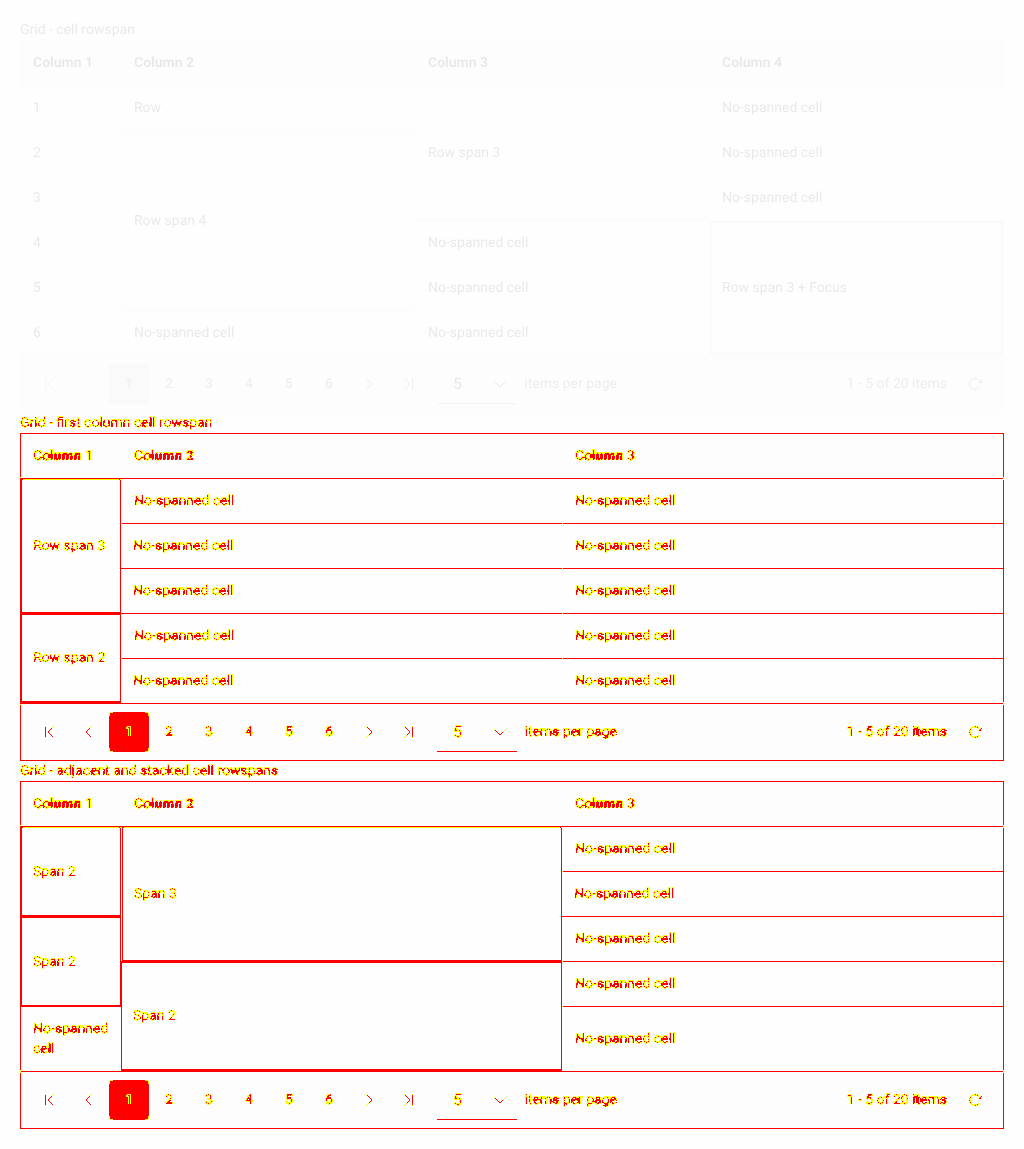 Grid - cell rowspan
Column 1 Column 2 Column 3 Column 4
1 Row No-spanned cell
2 Row span 3 No-spanned cell
3 No-spanned cell
Row span 4
4 No-spanned cell
5 No-spanned cell Row span 3 + Focus
6 No-spanned cell No-spanned cell
1 2 3 4 5 6 5 items per page 1 - 5 of 20 items
Grid - first column cell rowspan
Column 1 Column 2 Column 3
No-spanned cell No-spanned cell
Row span 3 No-spanned cell No-spanned cell
No-spanned cell No-spanned cell
No-spanned cell No-spanned cell
Row span 2
No-spanned cell No-spanned cell
1 2 3 4 5 6 5 items per page 1 - 5 of 20 items
Grid - adjacent and stacked cell rowspans
Column 1 Column 2 Column 3
No-spanned cell
Span 2
Span 3 No-spanned cell
No-spanned cell
Span 2
No-spanned cell
Span 2
No-spanned
cell
No-spanned cell
1 2 3 4 5 6 5 items per page 1 - 5 of 20 items